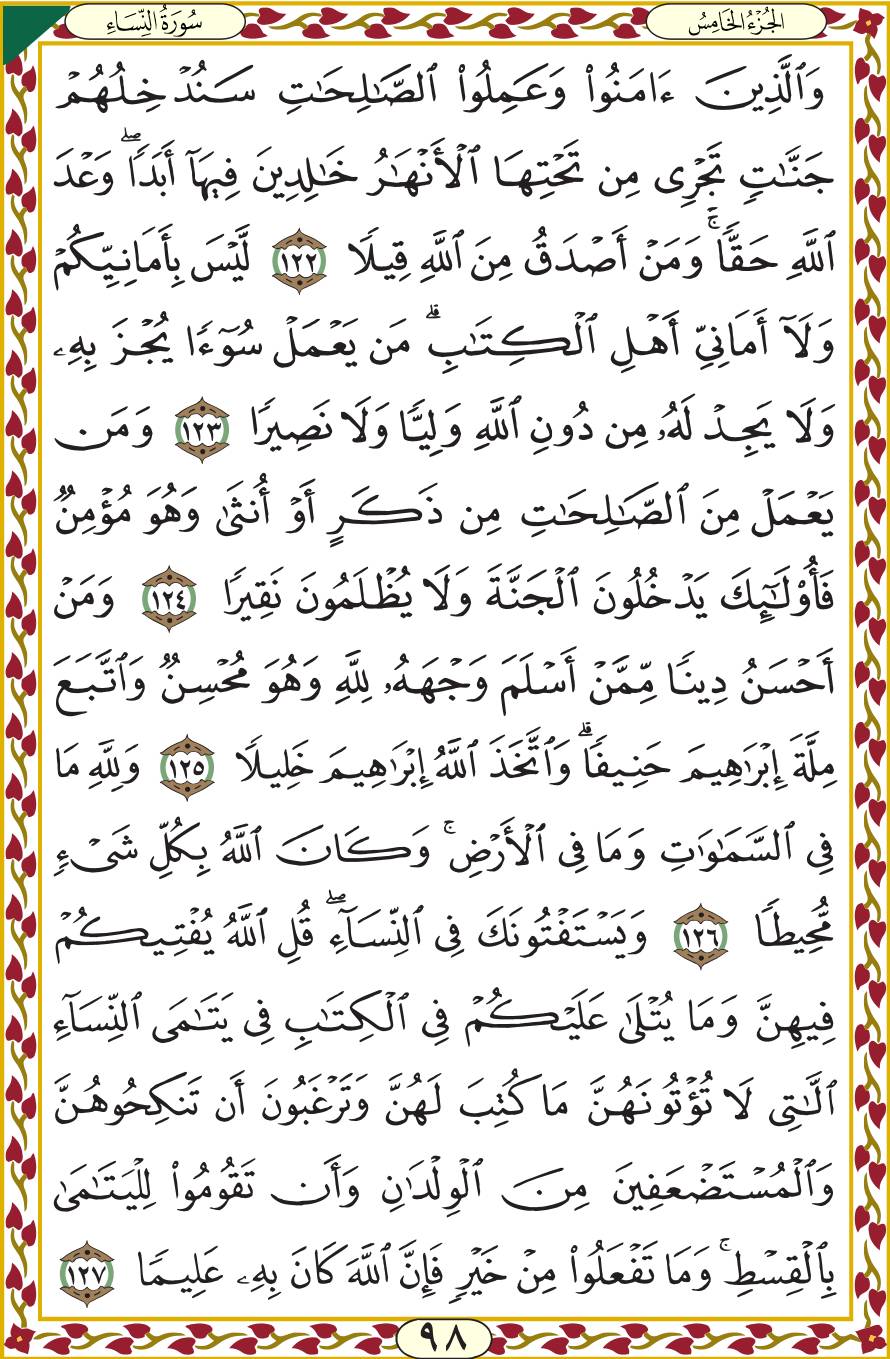 الجُزْءُ الخَامِسُ
سُورَةُ النِّسَاءِ
وَٱلَّذِينَ ءَامَنُوا۟ وَعَمِلُوا۟ ٱلصَّـٰلِحَـٰتِ سَنُدْخِلُهُمْ
جَنَّـٰتٍ تَجْرِى مِن تَحْتِهَا ٱلْأَنْهَـٰرُ خَـٰلِدِينَ فِيهَآ أَبَدًا ۖ وَعْدَ
ٱللَّهِ حَقًّا ۚ وَمَنْ أَصْدَقُ مِنَ ٱللَّهِ قِيلًا ١٢٢ لَّيْسَ بِأَمَانِيِّكُمْ
وَلَآ أَمَانِىِّ أَهْلِ ٱلْكِتَـٰبِ ۗ مَن يَعْمَلْ سُوٓءًا يُجْزَ بِهِۦ
وَلَا يَجِدْ لَهُۥ مِن دُونِ ٱللَّهِ وَلِيًّا وَلَا نَصِيرًا ١٢٣ وَمَن
يَعْمَلْ مِنَ ٱلصَّـٰلِحَـٰتِ مِن ذَكَرٍ أَوْ أُنثَىٰ وَهُوَ مُؤْمِنٌ
فَأُو۟لَـٰٓئِكَ يَدْخُلُونَ ٱلْجَنَّةَ وَلَا يُظْلَمُونَ نَقِيرًا ١٢٤ وَمَنْ
أَحْسَنُ دِينًا مِّمَّنْ أَسْلَمَ وَجْهَهُۥ لِلَّهِ وَهُوَ مُحْسِنٌ وَٱتَّبَعَ
مِلَّةَ إِبْرَٰهِيمَ حَنِيفًا ۗ وَٱتَّخَذَ ٱللَّهُ إِبْرَٰهِيمَ خَلِيلًا ١٢٥ وَلِلَّهِ مَا
فِى ٱلسَّمَـٰوَٰتِ وَمَا فِى ٱلْأَرْضِ ۚ وَكَانَ ٱللَّهُ بِكُلِّ شَىْءٍ
مُّحِيطًا ١٢٦ وَيَسْتَفْتُونَكَ فِى ٱلنِّسَآءِ ۖ قُلِ ٱللَّهُ يُفْتِيكُمْ
فِيهِنَّ وَمَا يُتْلَىٰ عَلَيْكُمْ فِى ٱلْكِتَـٰبِ فِى يَتَـٰمَى ٱلنِّسَآءِ
ٱلَّـٰتِى لَا تُؤْتُونَهُنَّ مَا كُتِبَ لَهُنَّ وَتَرْغَبُونَ أَن تَنكِحُوهُنَّ
وَٱلْمُسْتَضْعَفِينَ مِنَ ٱلْوِلْدَٰنِ وَأَن تَقُومُوا۟ لِلْيَتَـٰمَىٰ
بِٱلْقِسْطِ ۚ وَمَا تَفْعَلُوا۟ مِنْ خَيْرٍ فَإِنَّ ٱللَّهَ كَانَ بِهِۦ عَلِيمًا ١٢٧
٩٨